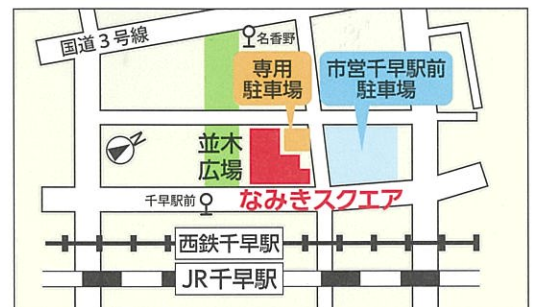 国道3号線
名香野
専用
駐車場
市営千早駅前
駐車場
並木
広場
N
なみきスクエア
千早駅前
西鉄千早駅
JR千早駅